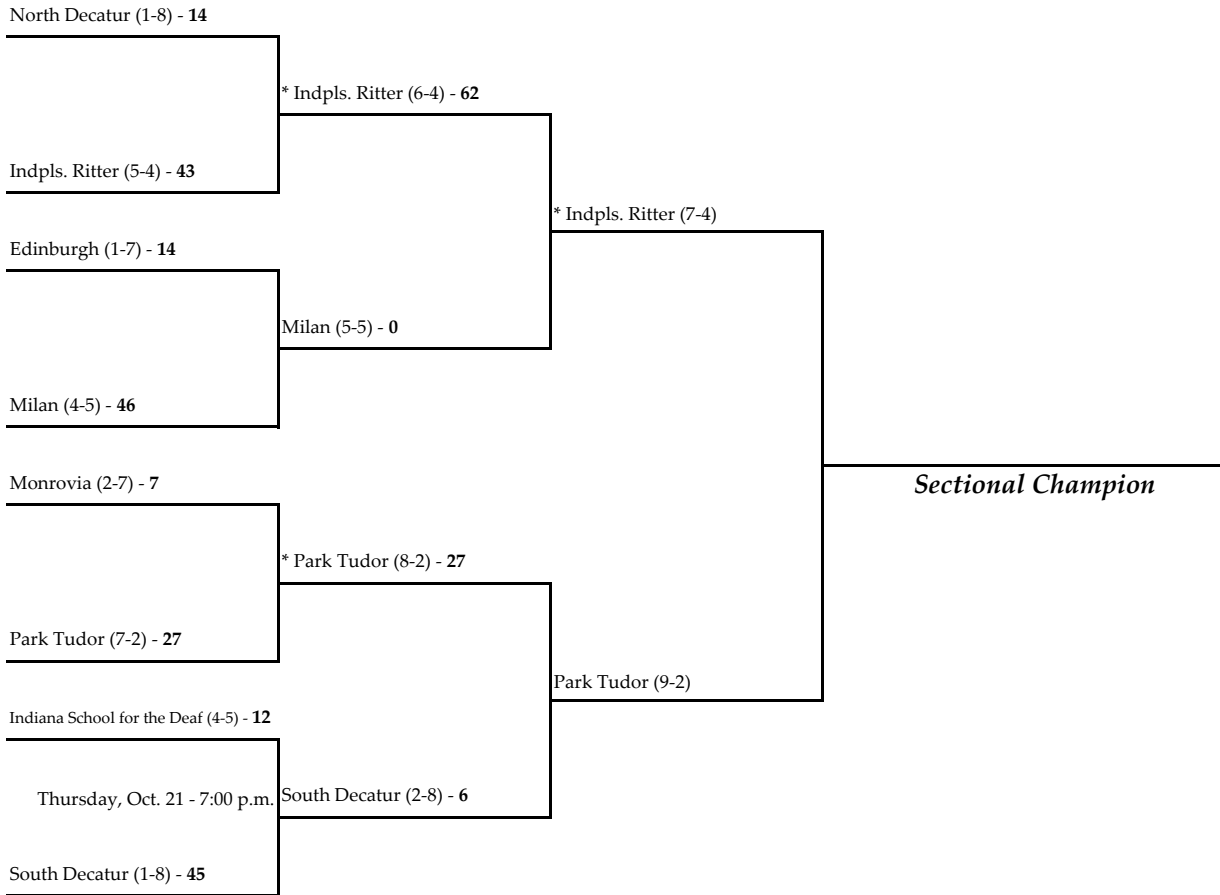 North Decatur (1-8) - 14
* Indpls. Ritter (6-4) - 62
Indpls. Ritter (5-4) - 43
* Indpls. Ritter (7-4)
Edinburgh (1-7) - 14
Milan (5-5) - 0
Milan (4-5) - 46
Monrovia (2-7) - 7
Sectional Champion
* Park Tudor (8-2) - 27
Park Tudor (7-2) - 27
Park Tudor (9-2)
Indiana School for the Deaf (4-5) - 12
Thursday, Oct. 21 - 7:00 p.m.
South Decatur (2-8) - 6
South Decatur (1-8) - 45